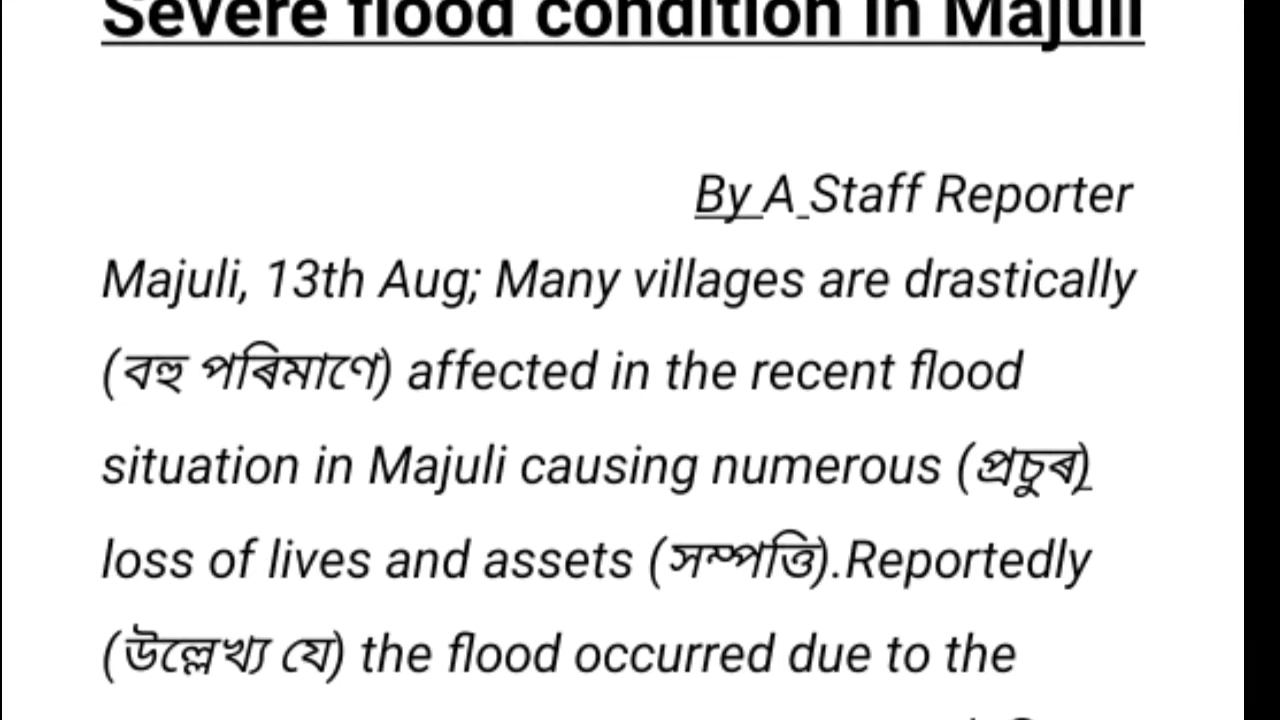 Severe flood condition in Majuli
By A Staff Reporter
Majuli, 13th Aug; Many villages are drastically
(বহু পৰিমাণে) affected in the recent flood
situation in Majuli causing numerous (প্ৰচুৰ)
loss of lives and assets (সম্পত্তি).Reportedly
(উল্লেখ্য যে) the flood occurred due to the